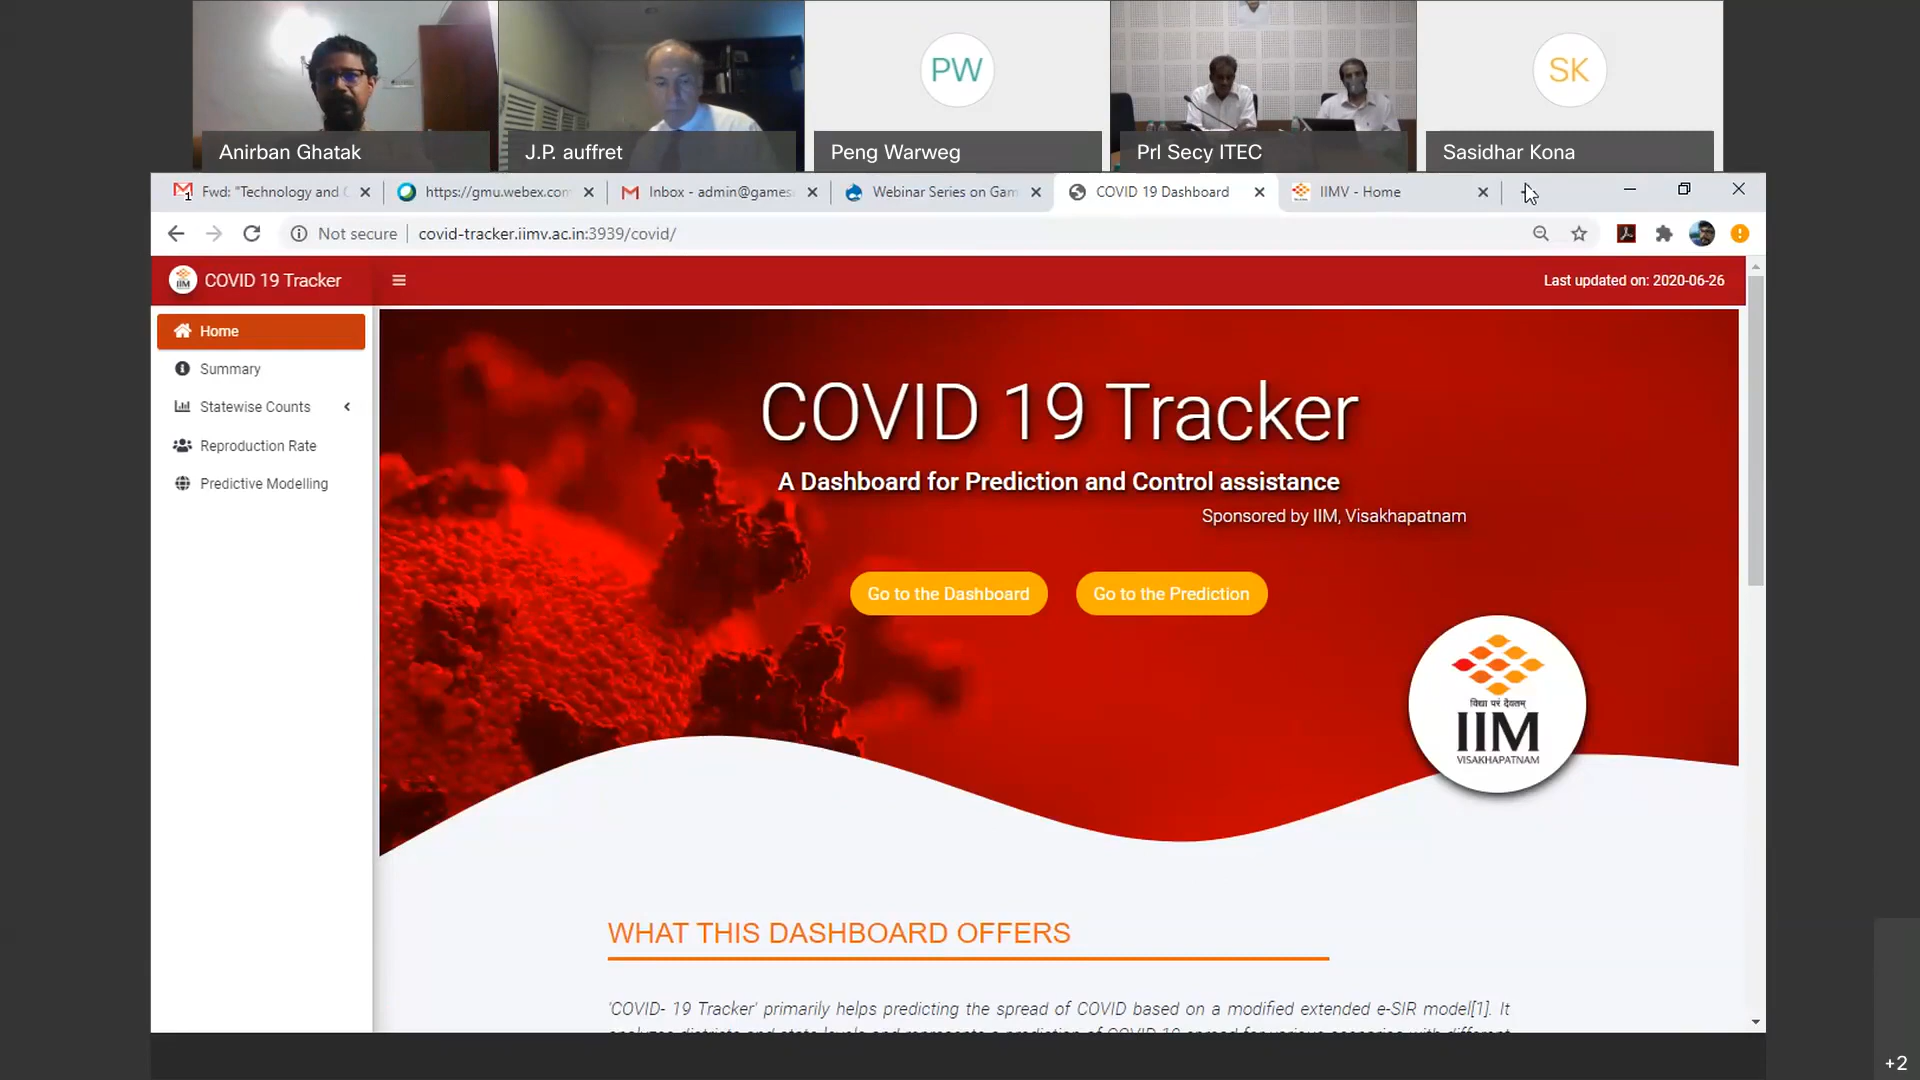 PW
SK
Anirban Ghatak
J.P. auffret
Peng Warweg
Prl Secy ITEC
Sasidhar Kona
Fwd: "Technology and
https://gmu.webex.com
Inbox - admin@games
Webinar Series on Gam
COVID 19 Dashboard
IIMV - Home
Not secure
covid-tracker.iimv.ac.in:3939/covid/
IIM
COVID 19 Tracker
Last updated on: 2020-06-26
Home
Summary
Statewise Counts
Reproduction Rate
Predictive Modelling
COVID 19 Tracker
A Dashboard for Prediction and Control assistance
Sponsored by IIM, Visakhapatnam
Go to the Dashboard
Go to the Prediction
विद्या परं दैवतम्
IIM
VISAKHAPATNAM
WHAT THIS DASHBOARD OFFERS
'COVID- 19 Tracker' primarily helps predicting the spread of COVID based on a modified extended e-SIR model[1]. It
+2